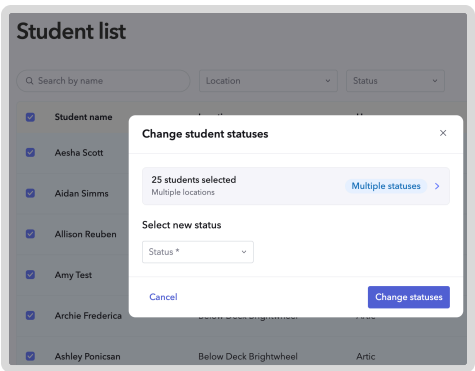 Student list
Search by name
Location
Status
Student name
Aesha Scott
Aidan Simms
Allison Reuben
Amy Test
Archie Frederica
Ashley Ponicsan
Below Deck Brightwheel
Artic
Change student statuses
25 students selected
Multiple locations
Multiple statuses
Select new status
Status *
Cancel
Change statuses